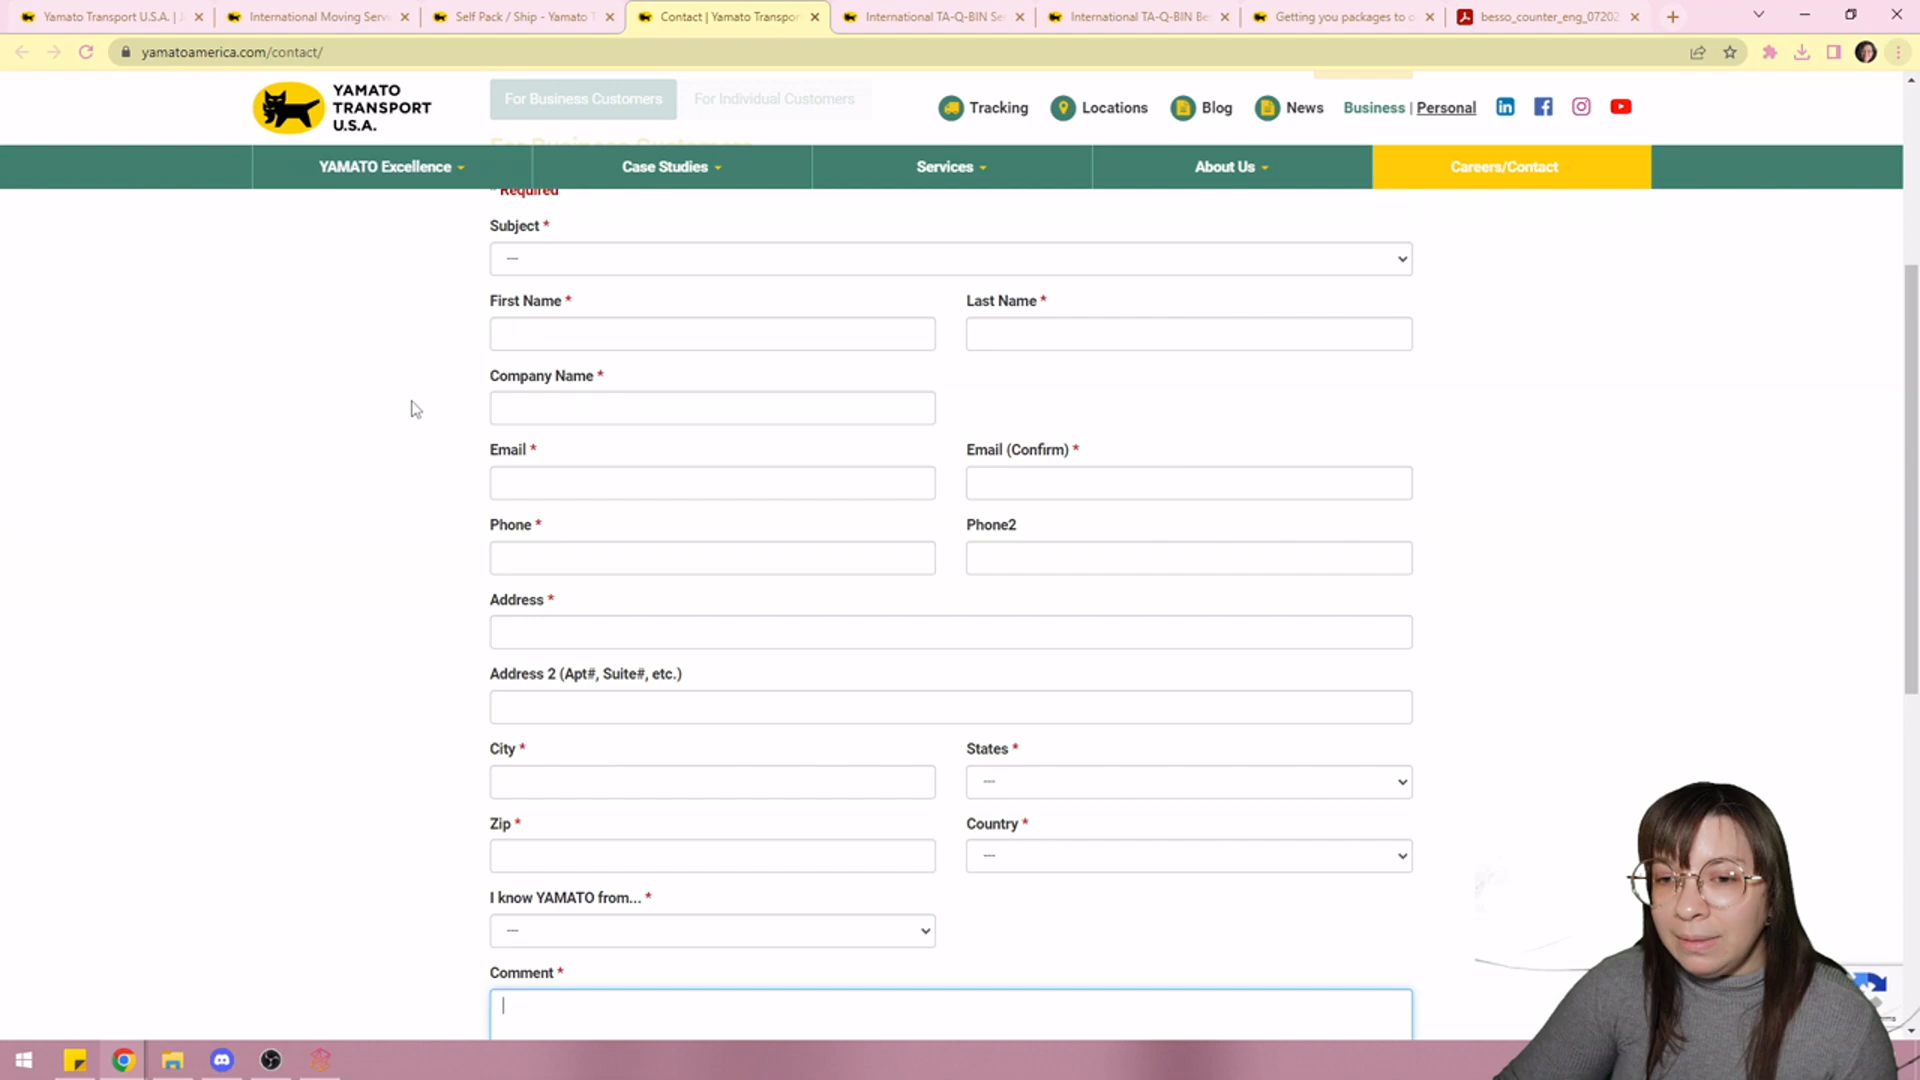 Yamato Transport U.S.A. | J
International Moving Servi
Self Pack / Ship - Yamato T
Contact | Yamato Transpor
International TA-Q-BIN Se
International TA-Q-BIN Be
Getting you packages to o
besso_counter_eng_0720
yamatoamerica.com/contact/
YAMATO
TRANSPORT
U.S.A.
For Business Customers
For Individual Customers
Tracking
Locations
Blog
News
Business | Personal
For Business Customers
YAMATO Excellence
Case Studies
Services
About Us
Careers/Contact
* Required
Subject *
---
First Name *
Last Name *
Company Name *
Email *
Email (Confirm) *
Phone *
Phone2
Address *
Address 2 (Apt#, Suite#, etc.)
City *
States *
---
Zip *
Country *
---
I know YAMATO from... *
---
Comment *